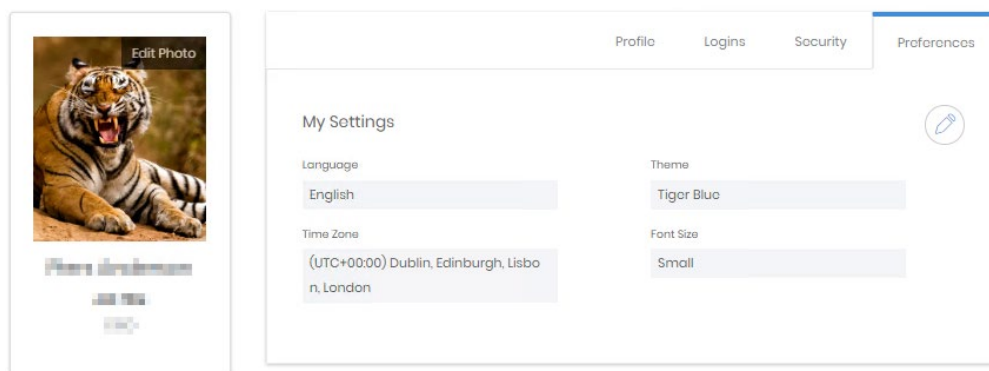 Edit Photo
Profile Logins Security Preferences
My Settings
Language
English
Theme
Tiger Blue
Time Zone
(UTC+00:00) Dublin, Edinburgh, Lisbo
n, London
Font Size
Small